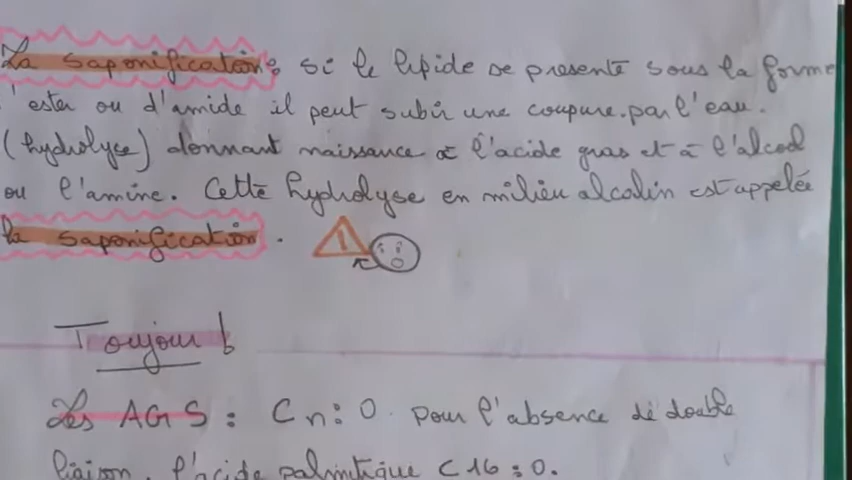 La saponification : si le lipide se presente sous la forme
'ester ou d'amide il peut subir une coupure. par l'eau.
(hydrolyse) donnant naissance à l'acide gras et à l'alcool
ou l'amine. Cette hydrolyse en milieu alcalin est appelée
la saponification.
Toujour !
Les AGS : Cn : 0 pour l'absence de double
liaison. l'acide palmitique C16 : 0.